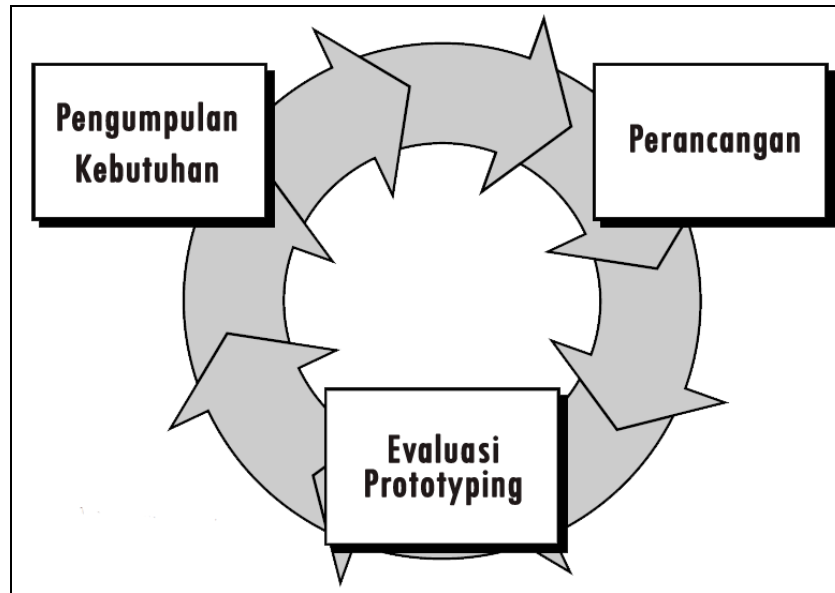 Pengumpulan
Kebutuhan
Perancangan
Evaluasi
Prototyping